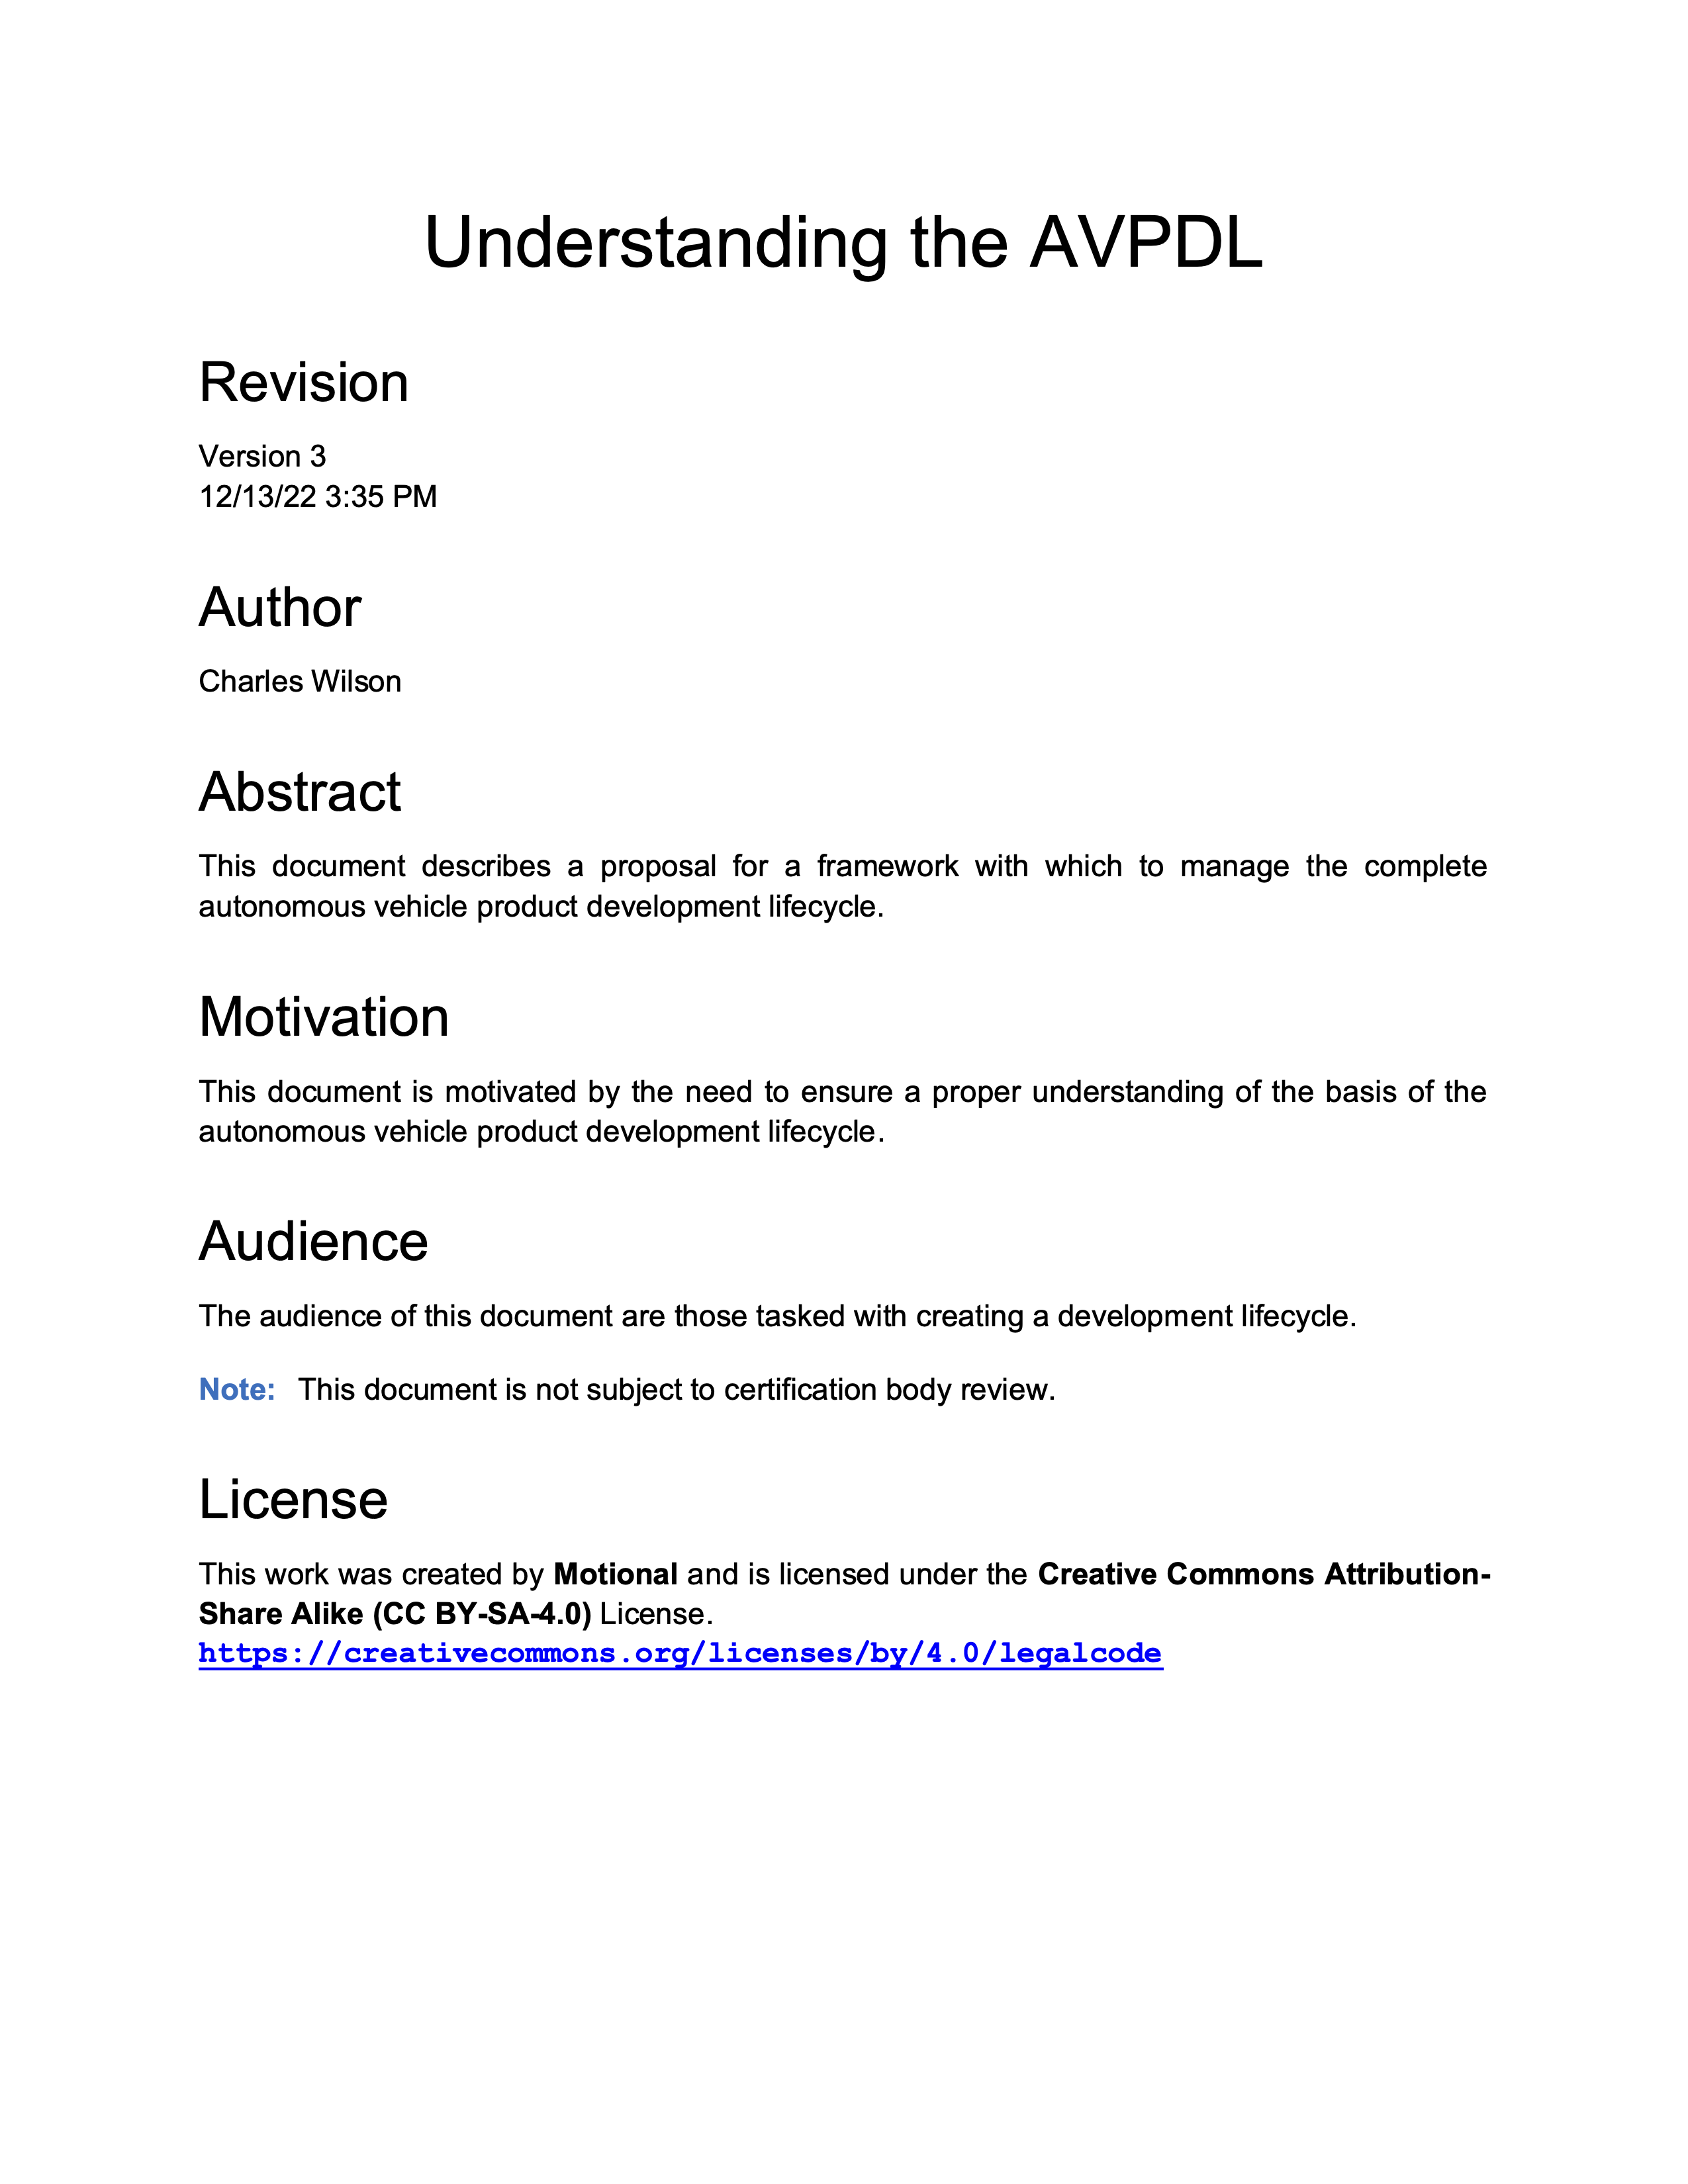 Understanding the AVPDL
Revision
Version 3
12/13/22 3:35 PM
Author
Charles Wilson
Abstract
This document describes a proposal for a framework with which to manage the complete
autonomous vehicle product development lifecycle.
Motivation
This document is motivated by the need to ensure a proper understanding of the basis of the
autonomous vehicle product development lifecycle.
Audience
The audience of this document are those tasked with creating a development lifecycle.
Note: This document is not subject to certification body review.
License
This work was created by Motional and is licensed under the Creative Commons Attribution-
Share Alike (CC BY-SA-4.0) License.
https://creativecommons.org/licenses/by/4.0/legalcode